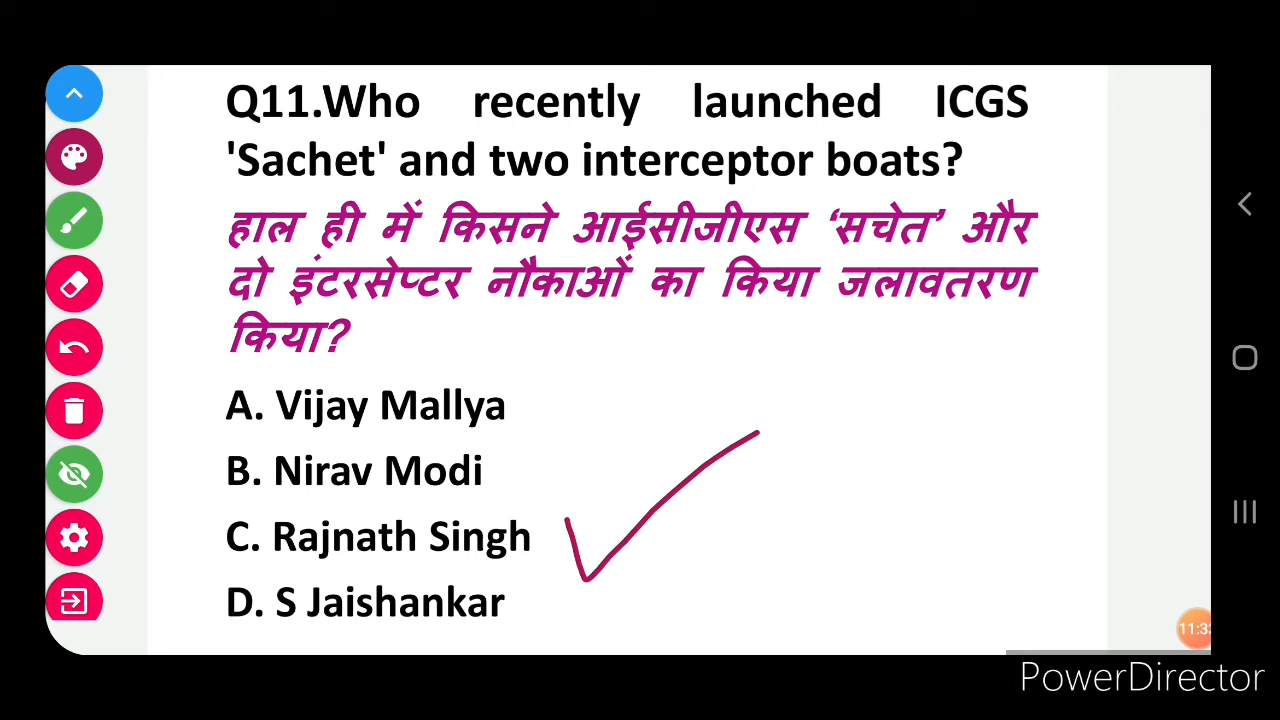 Q11.Who recently launched ICGS
'Sachet' and two interceptor boats?
हाल ही में किसने आईसीजीएस ‘सचेत’ और
दो इंटरसेप्टर नौकाओं का किया जलावतरण
किया?
A. Vijay Mallya
B. Nirav Modi
C. Rajnath Singh
D. S Jaishankar
PowerDirector